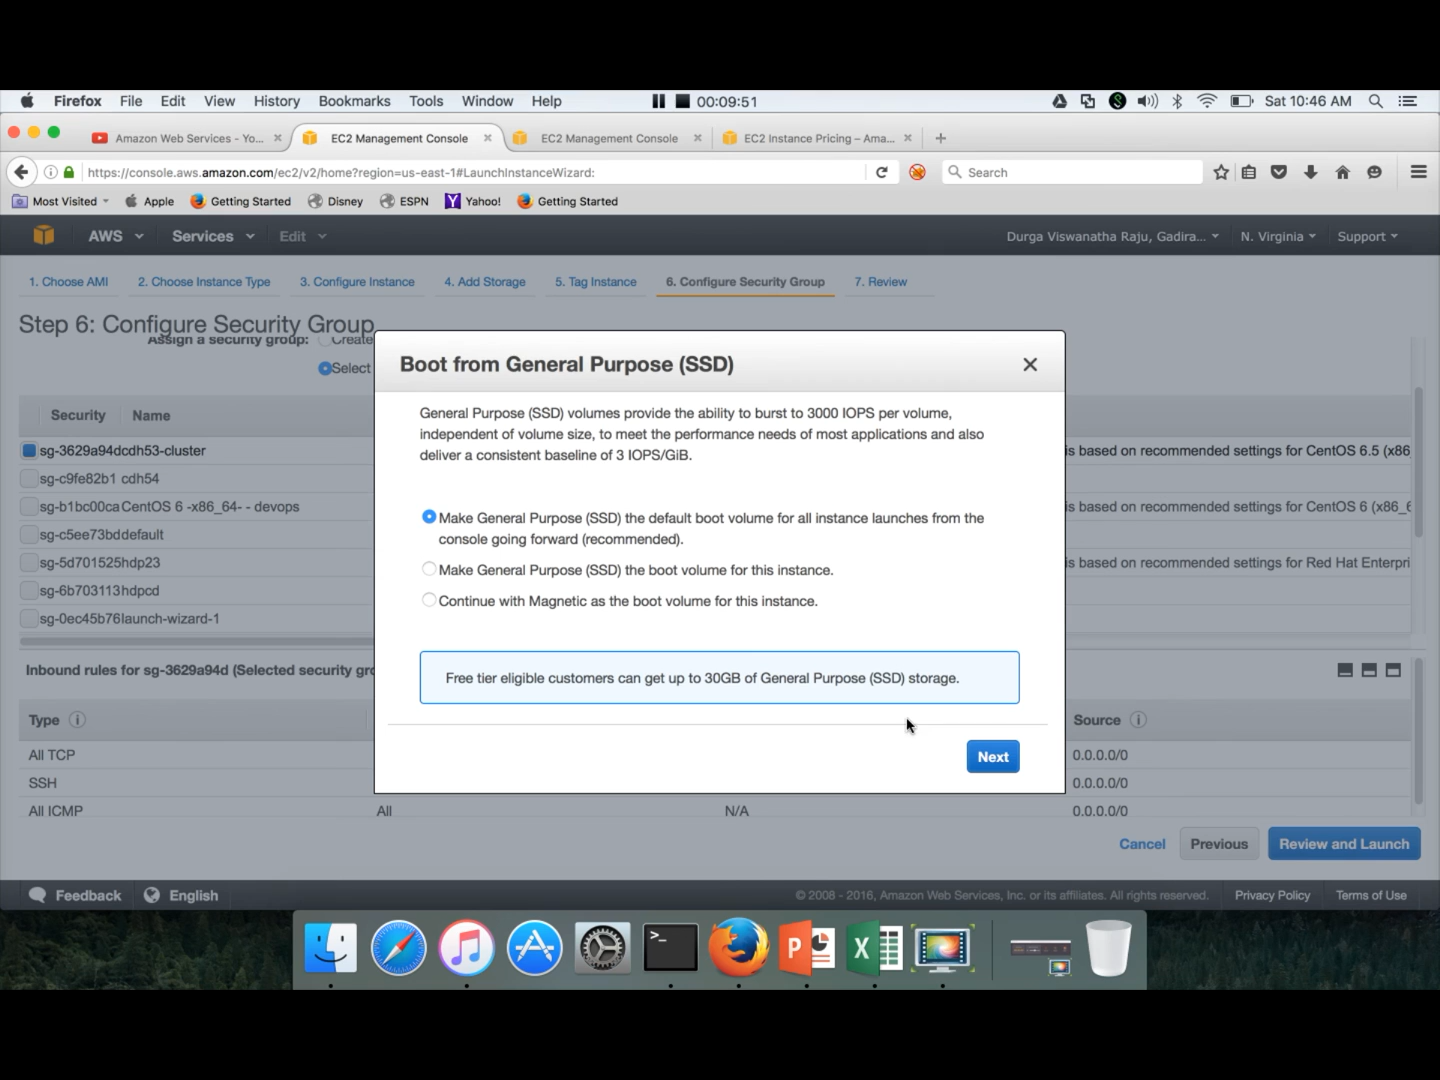 Firefox File Edit View History Bookmarks Tools Window Help 00:09:51 Sat 10:46 AM
Amazon Web Services - Yo... EC2 Management Console EC2 Management Console EC2 Instance Pricing – Ama...
https://console.aws.amazon.com/ec2/v2/home?region=us-east-1#LaunchInstanceWizard: Search
Most Visited Apple Getting Started Disney ESPN Yahoo! Getting Started
AWS Services Edit Durga Viswanatha Raju, Gadira... N. Virginia Support
1. Choose AMI 2. Choose Instance Type 3. Configure Instance 4. Add Storage 5. Tag Instance 6. Configure Security Group 7. Review
Step 6: Configure Security Group
Assign a security group: Create
Select
Security Name
sg-3629a94dcdh53-cluster is based on recommended settings for CentOS 6.5 (x86
sg-c9fe82b1 cdh54
sg-b1bc00caCentOS 6 -x86_64- - devops is based on recommended settings for CentOS 6 (x86_6
sg-c5ee73bddefault
sg-5d701525hdp23 is based on recommended settings for Red Hat Enterpri
sg-6b703113hdpcd
sg-0ec45b76launch-wizard-1
Inbound rules for sg-3629a94d (Selected security gro
Type Source
All TCP 0.0.0.0/0
SSH 0.0.0.0/0
All ICMP All N/A 0.0.0.0/0
Boot from General Purpose (SSD)
General Purpose (SSD) volumes provide the ability to burst to 3000 IOPS per volume,
independent of volume size, to meet the performance needs of most applications and also
deliver a consistent baseline of 3 IOPS/GiB.
Make General Purpose (SSD) the default boot volume for all instance launches from the
console going forward (recommended).
Make General Purpose (SSD) the boot volume for this instance.
Continue with Magnetic as the boot volume for this instance.
Free tier eligible customers can get up to 30GB of General Purpose (SSD) storage.
Next
Cancel Previous Review and Launch
Feedback English © 2008 - 2016, Amazon Web Services, Inc. or its affiliates. All rights reserved. Privacy Policy Terms of Use